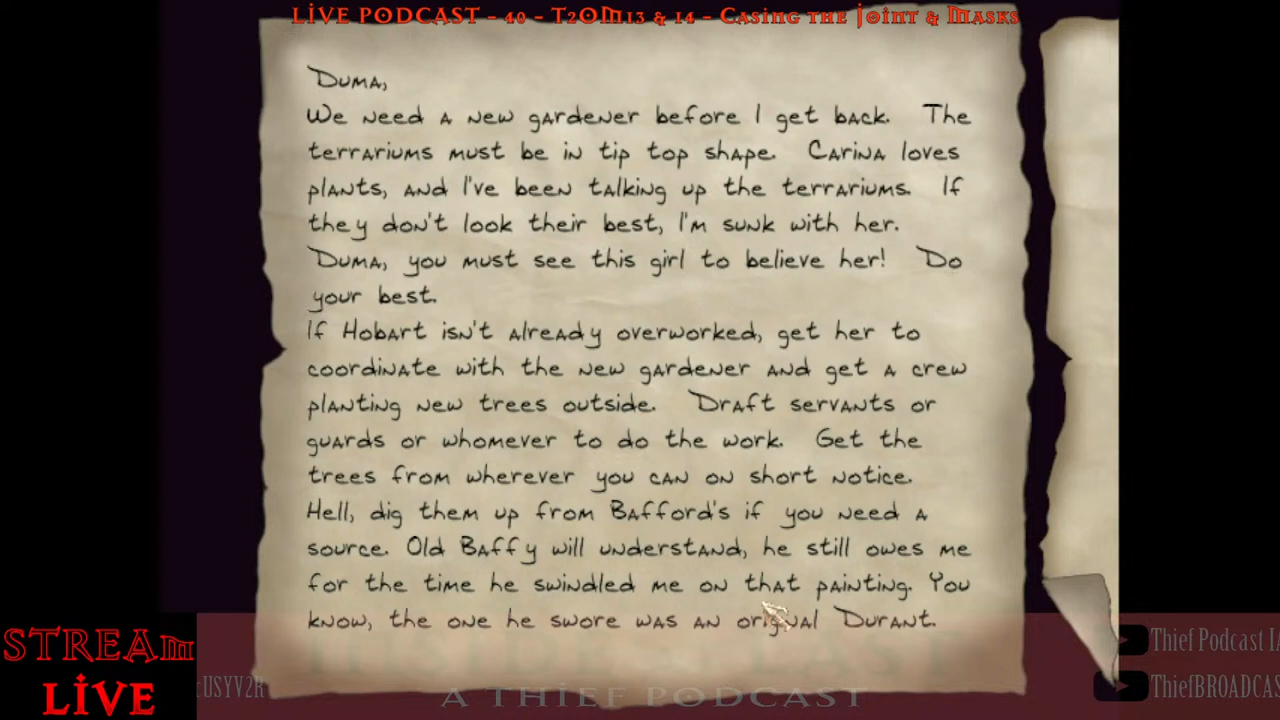 LIVE PODCAST - 40 - T2OM13 & 14 - Casing the Joint & Masks
Duma,
We need a new gardener before I get back. The
terrariums must be in tip top shape. Carina loves
plants, and I've been talking up the terrariums. If
they don't look their best, I'm sunk with her.
Duma, you must see this girl to believe her! Do
your best.
If Hobart isn't already overworked, get her to
coordinate with the new gardener and get a crew
planting new trees outside. Draft servants or
guards or whomever to do the work. Get the
trees from wherever you can on short notice.
Hell, dig them up from Bafford's if you need a
source. Old Baffy will understand, he still owes me
for the time he swindled me on that painting. You
know, the one he swore was an original Durant.
STREAM
LIVE
USYV2R
A THIEF PODCAST
Thief Podcast
ThiefBROADCAS